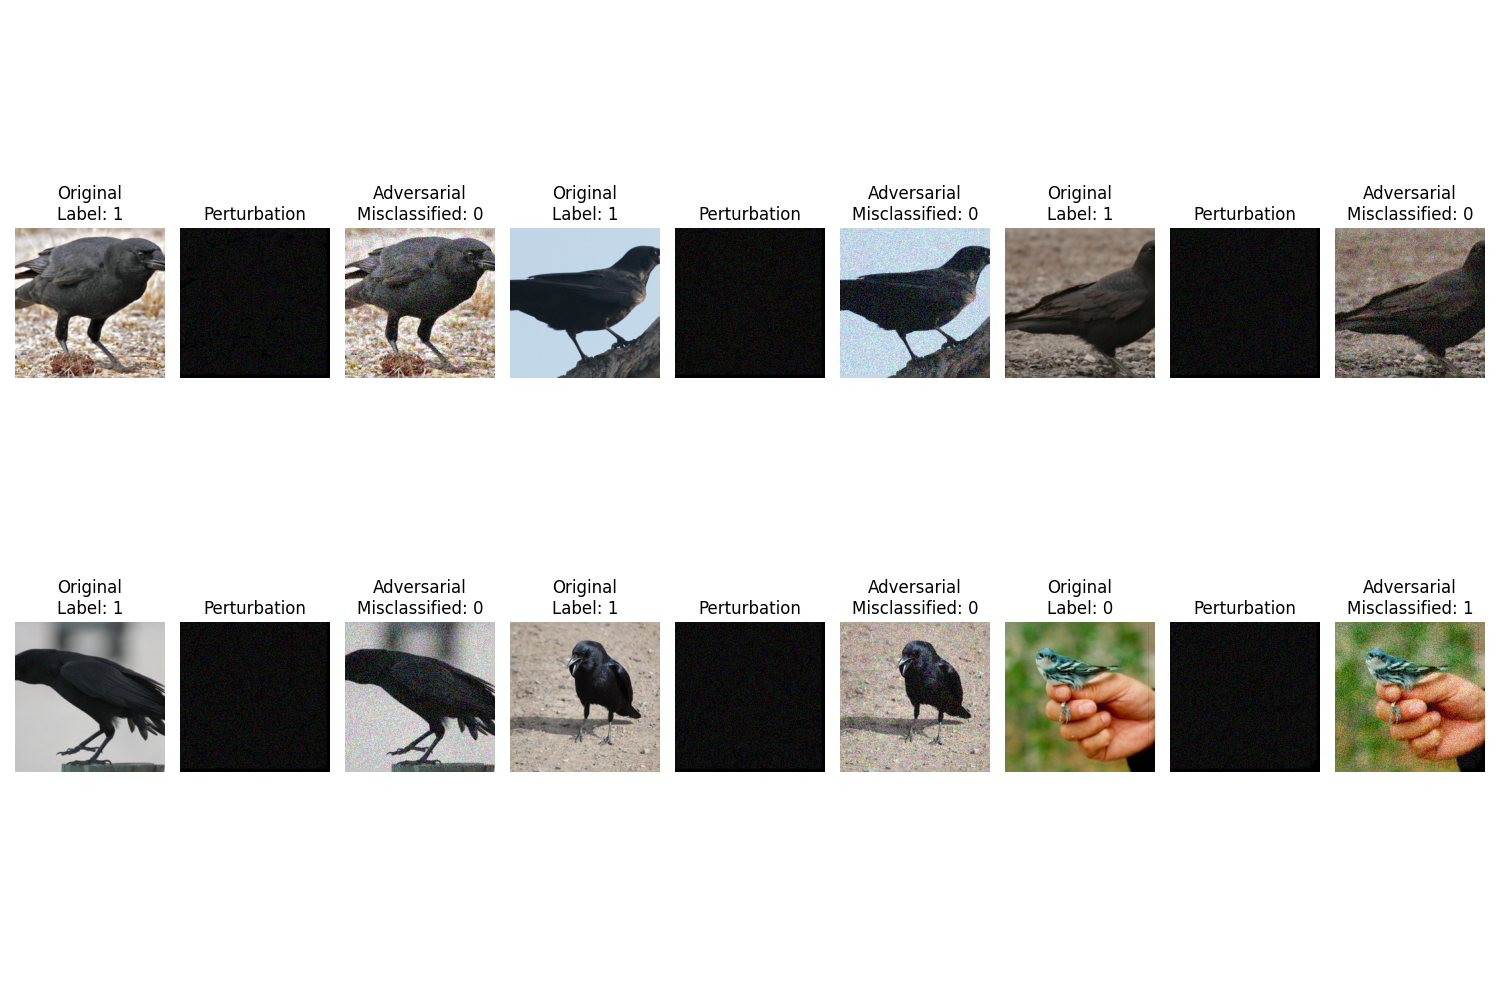 Original
Label: 1
Perturbation
Adversarial
Misclassified: 0
Original
Label: 1
Perturbation
Adversarial
Misclassified: 0
Original
Label: 1
Perturbation
Adversarial
Misclassified: 0
Original
Label: 1
Perturbation
Adversarial
Misclassified: 0
Original
Label: 1
Perturbation
Adversarial
Misclassified: 0
Original
Label: 0
Perturbation
Adversarial
Misclassified: 1